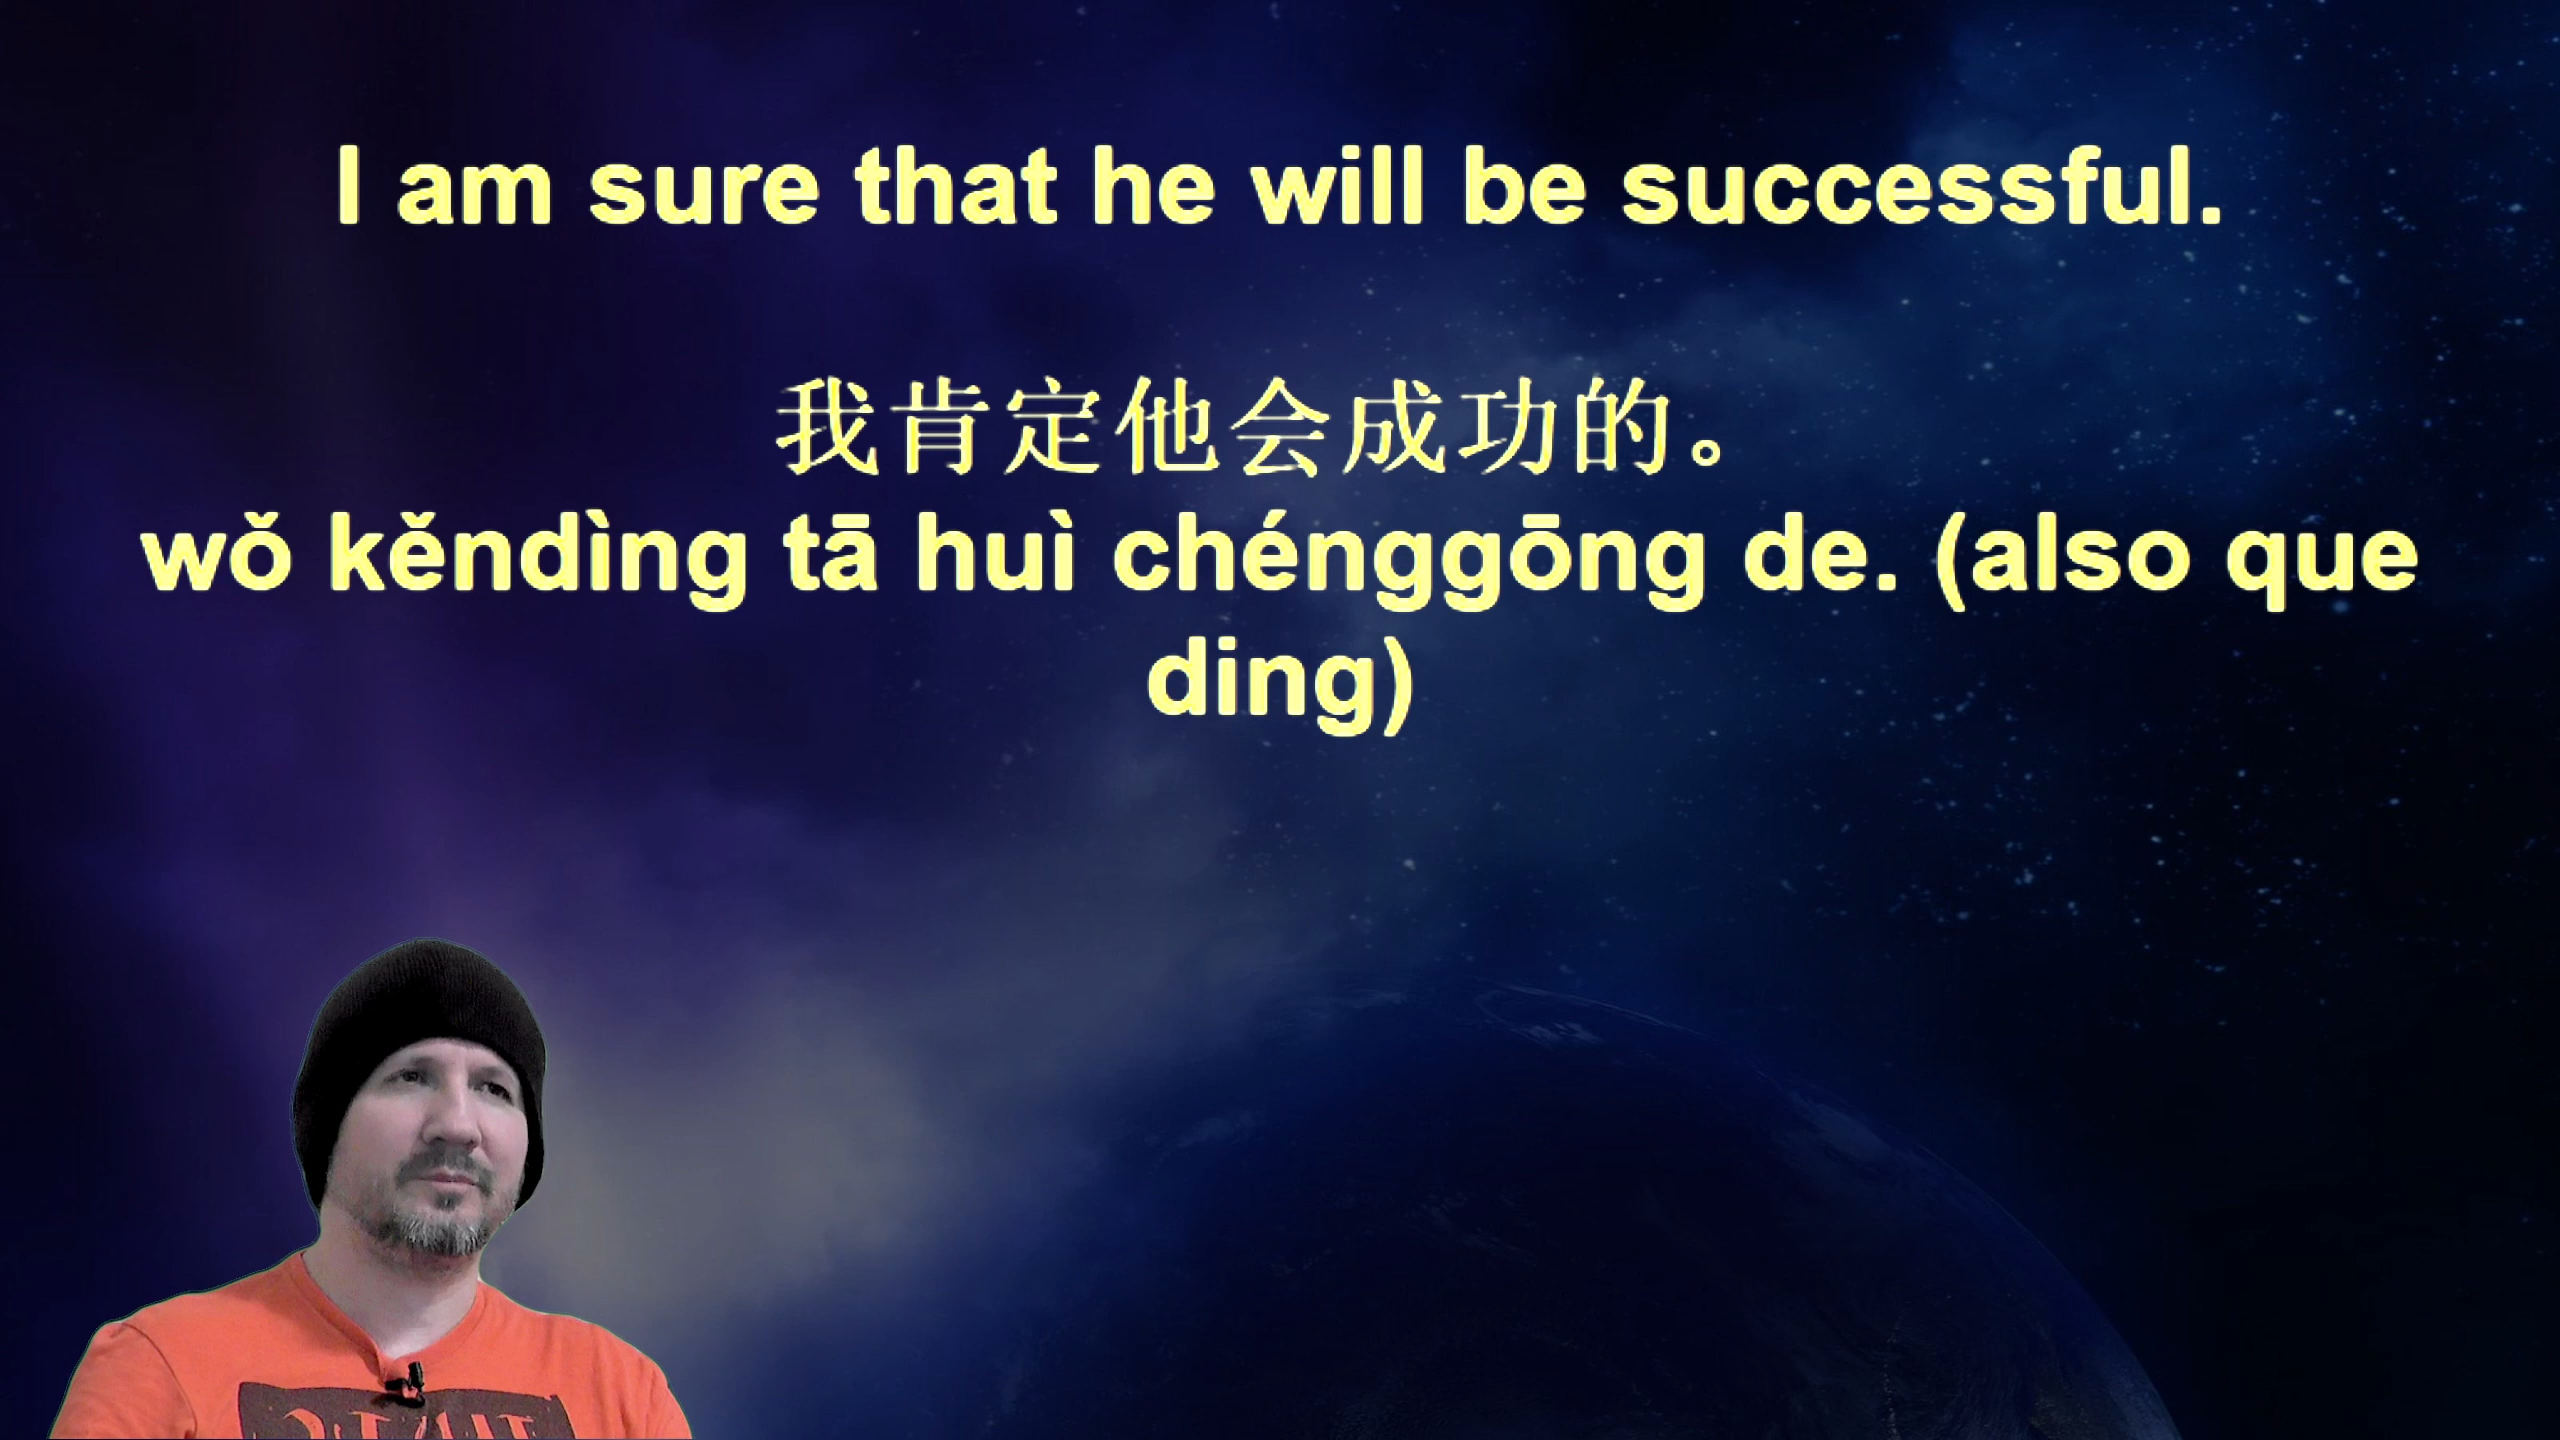 I am sure that he will be successful.
我肯定他会成功的。
wǒ kěndìng tā huì chénggōng de. (also que
ding)